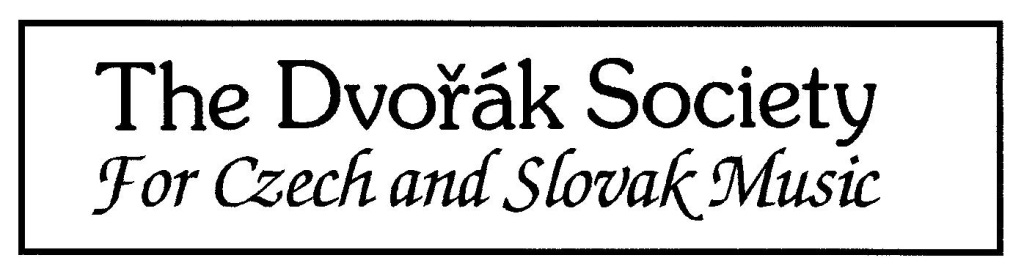 The Dvořák Society
For Czech and Slovak Music